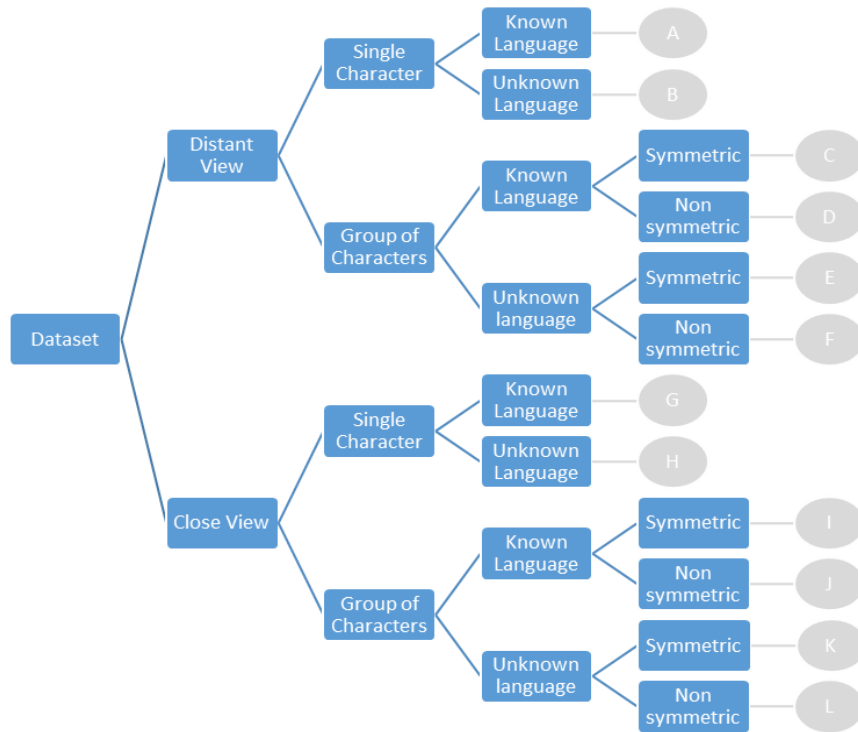 Dataset
Distant
View
Single
Character
Known
Language
A
Unknown
Language
B
Group of
Characters
Known
Language
Symmetric
C
Non
symmetric
D
Unknown
language
Symmetric
E
Non
symmetric
F
Close View
Single
Character
Known
Language
G
Unknown
Language
H
Group of
Characters
Known
Language
Symmetric
I
Non
symmetric
J
Unknown
language
Symmetric
K
Non
symmetric
L